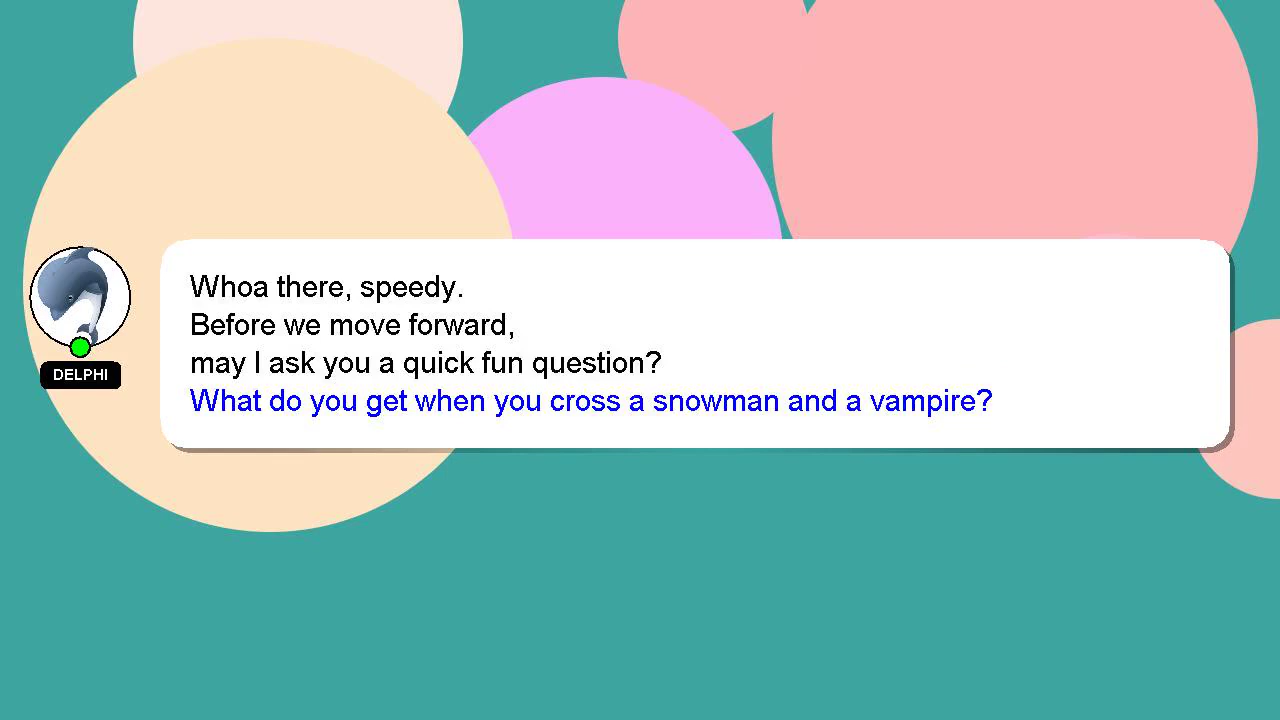 Whoa there, speedy.
Before we move forward,
may I ask you a quick fun question?
What do you get when you cross a snowman and a vampire?
DELPHI